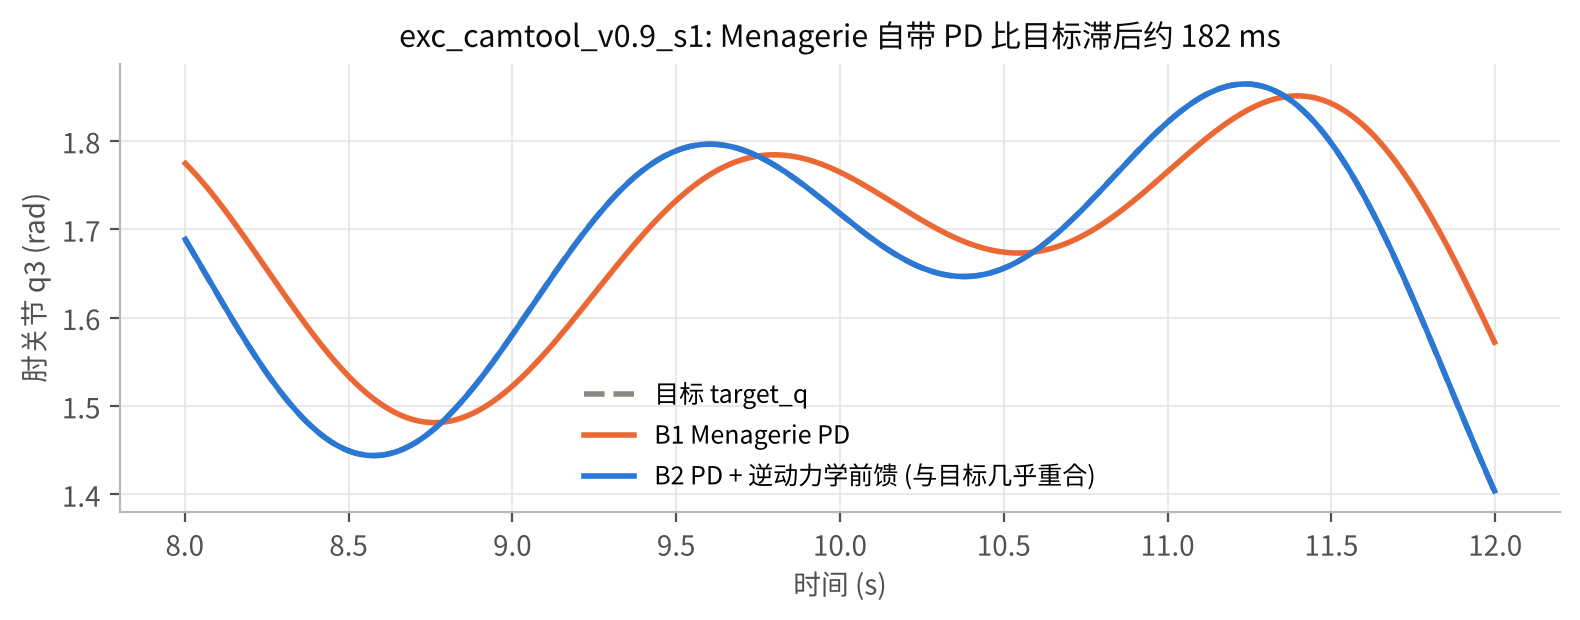 exc_camtool_v0.9_s1: Menagerie 自带 PD 比目标滞后约 182 ms
肘关节 q3 (rad)
1.8
1.7
1.6
1.5
1.4
目标 target_q
B1 Menagerie PD
B2 PD + 逆动力学前馈 (与目标几乎重合)
8.0 8.5 9.0 9.5 10.0 10.5 11.0 11.5 12.0
时间 (s)